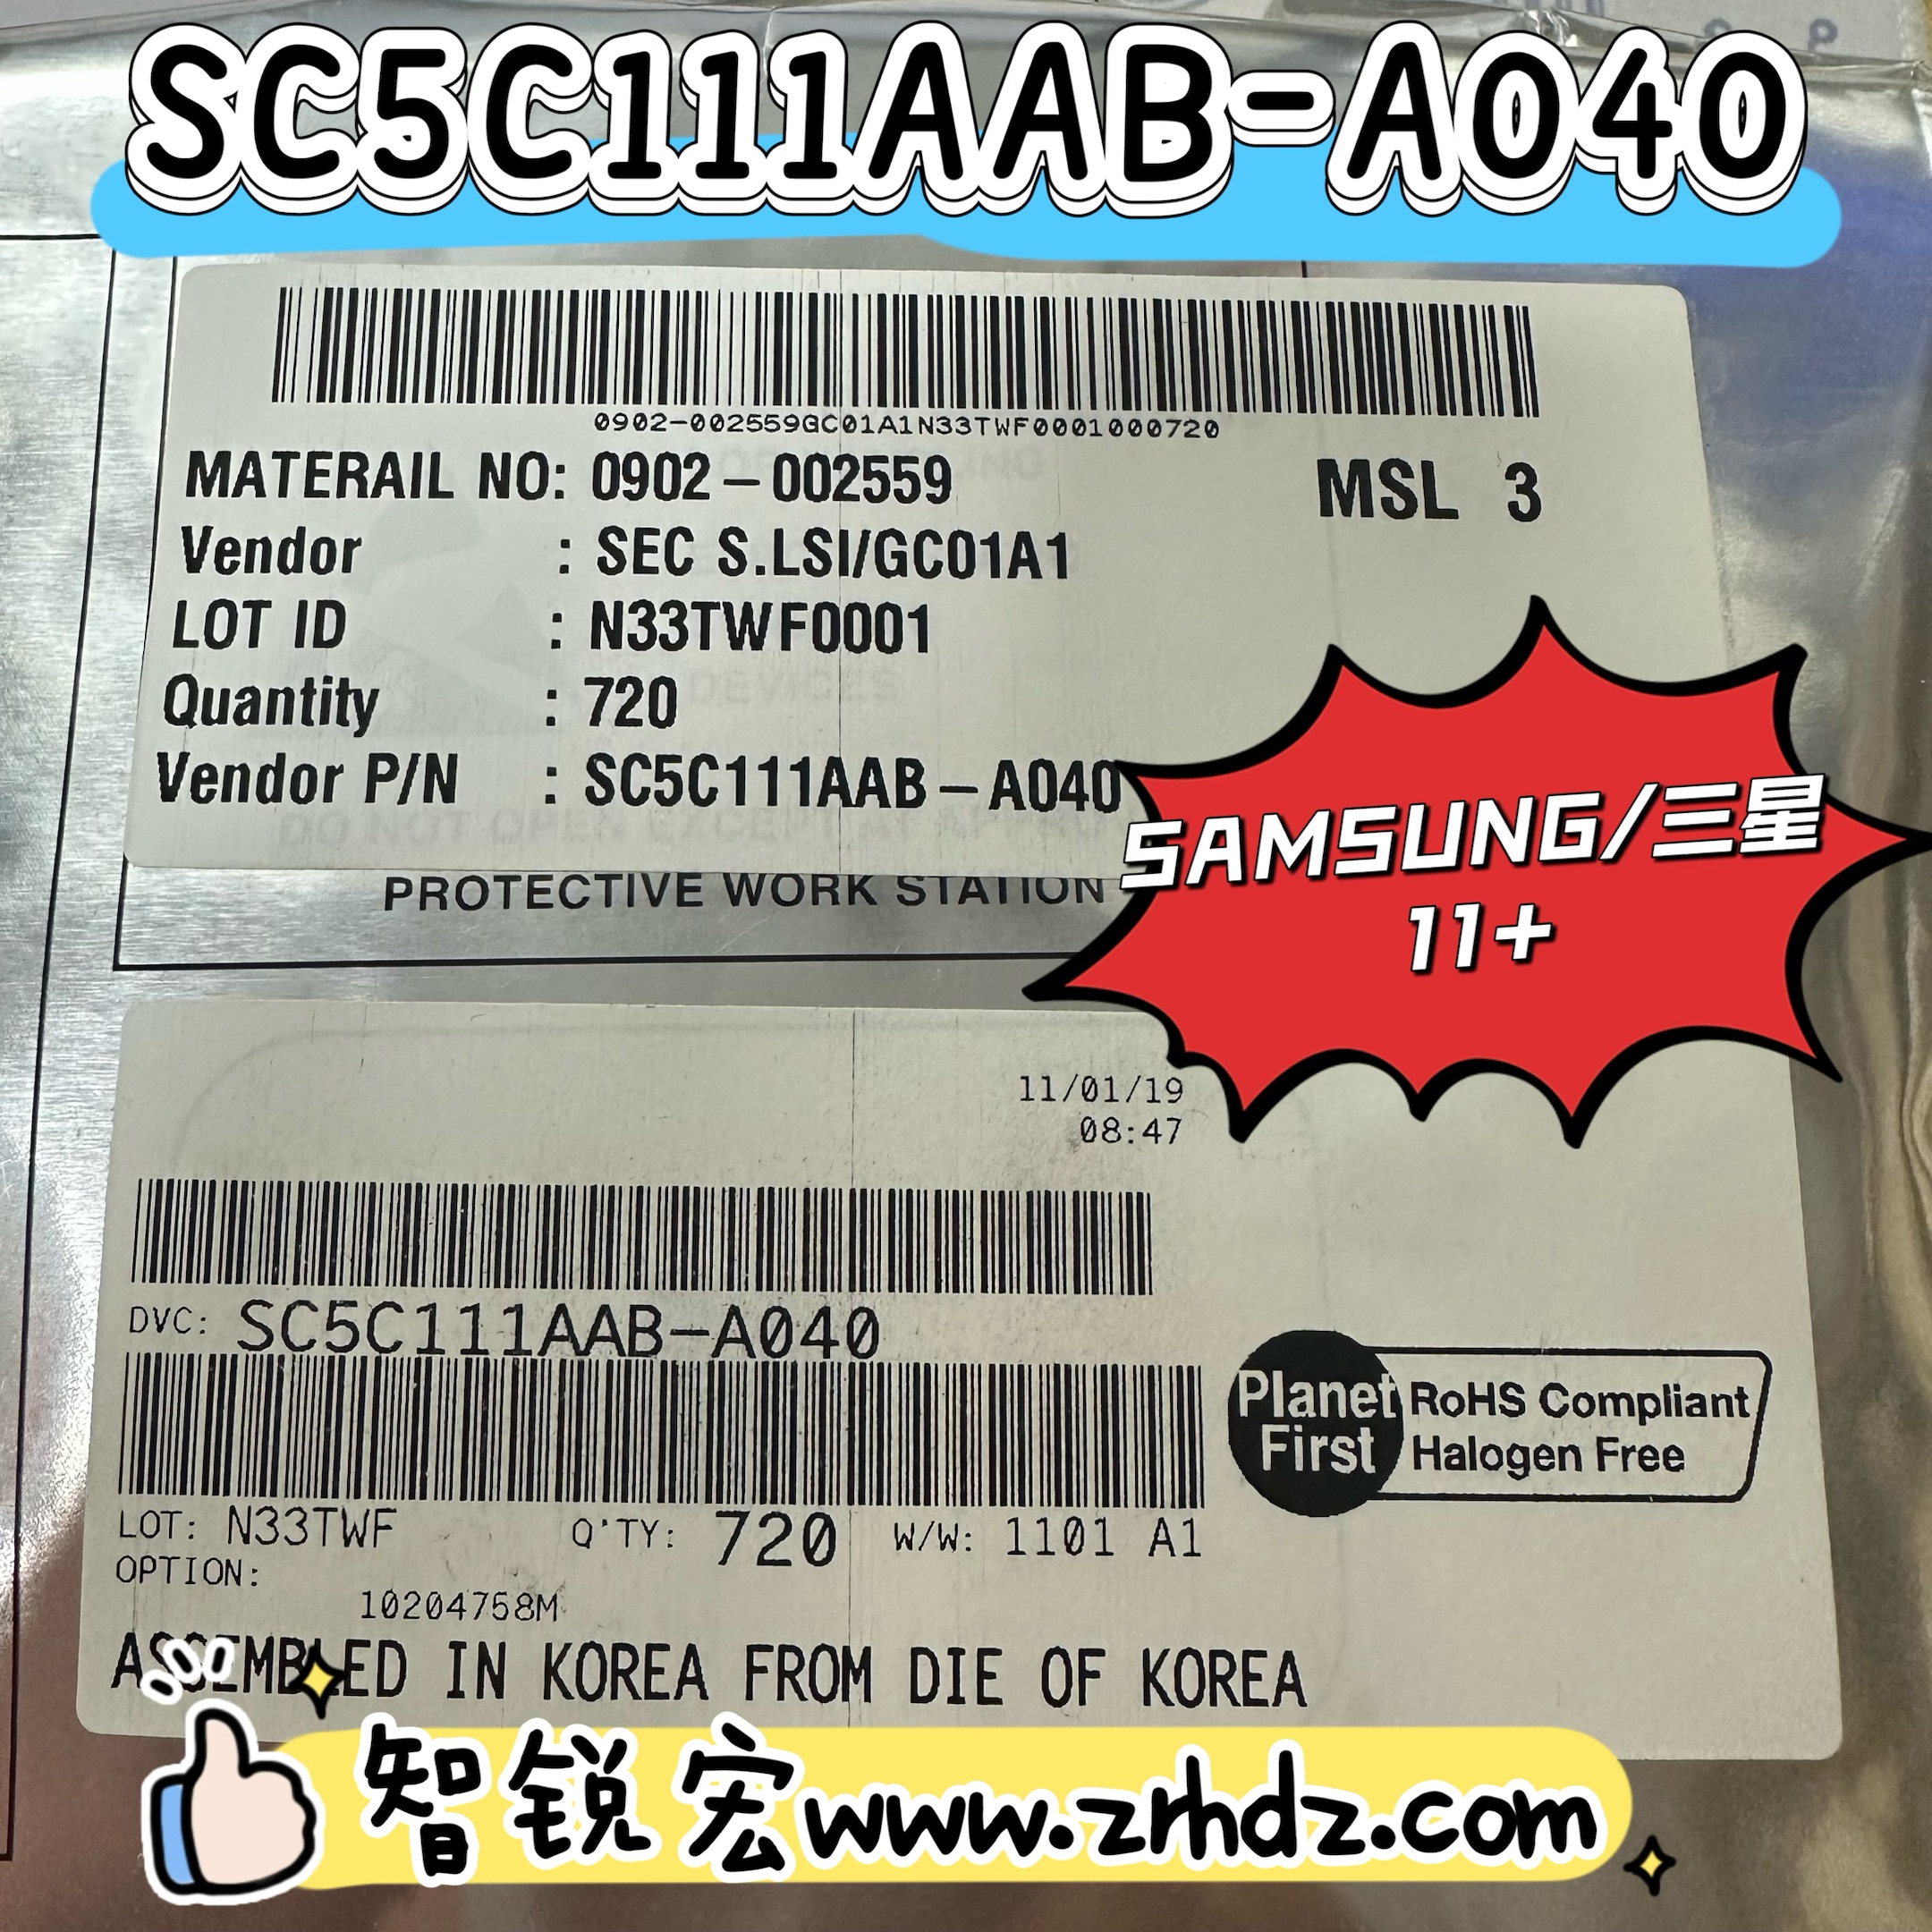 SC5C111AAB-A040
0902-002559GC01A1N33TWF0001000720
MATERAIL NO: 0902-002559
MSL 3
Vendor : SEC S.LSI/GC01A1
LOT ID : N33TWF0001
Quantity : 720
DEVICES
Vendor P/N : SC5C111AAB-A040
SAMSUNG/三星
11+
PROTECTIVE WORK STATION
11/01/19
08:47
DVC: SC5C111AAB-A040
Planet First
RoHS Compliant
Halogen Free
LOT: N33TWF Q'TY: 720 W/W: 1101 A1
OPTION:
10204758M
ASSEMBLED IN KOREA FROM DIE OF KOREA
智锐宏www.zrhdz.com